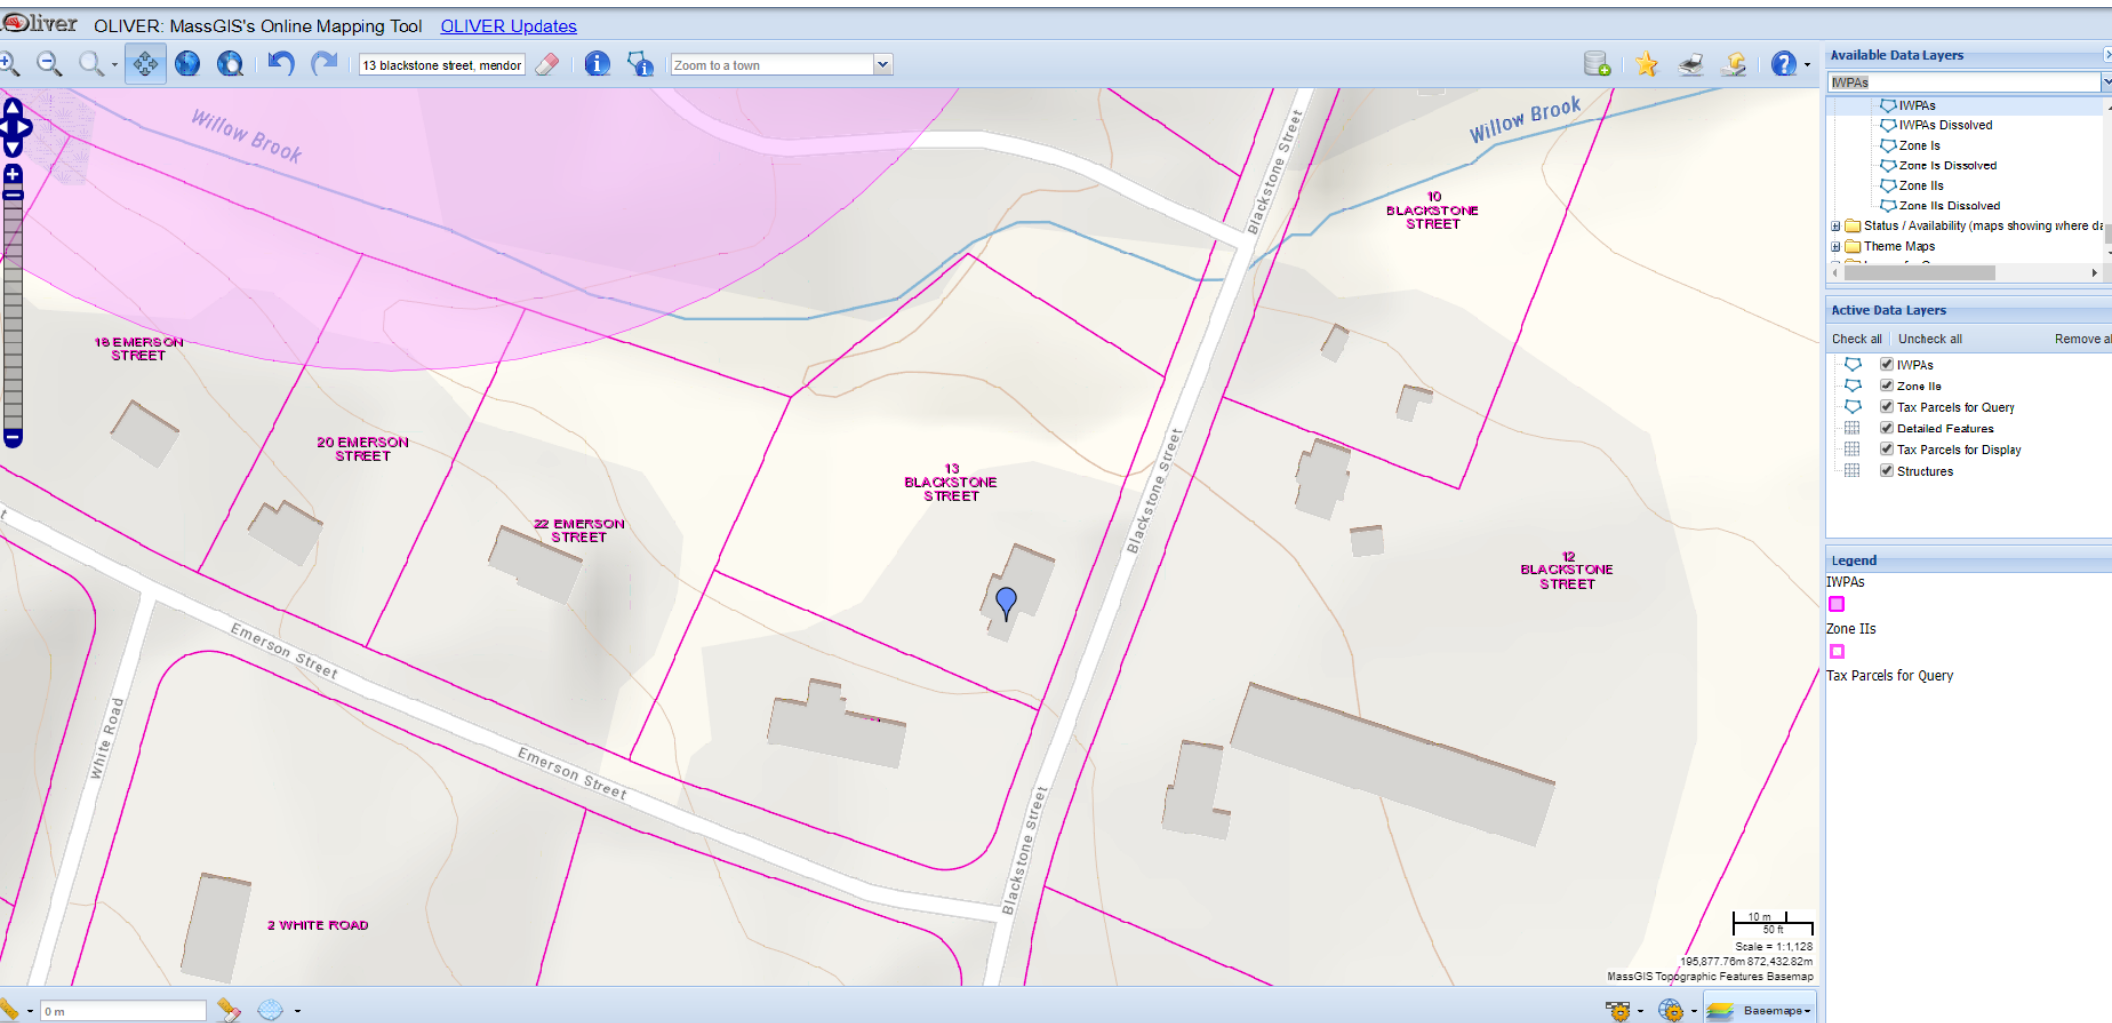 Oliver OLIVER: MassGIS's Online Mapping Tool OLIVER Updates
13 blackstone street, mendor
Zoom to a town
Available Data Layers
IWPAs
IWPAs
IWPAs Dissolved
Zone Is
Zone Is Dissolved
Zone IIs
Zone IIs Dissolved
Status / Availability (maps showing where da
Theme Maps
Active Data Layers
Check all Uncheck all Remove al
IWPAs
Zone IIs
Tax Parcels for Query
Detailed Features
Tax Parcels for Display
Structures
Legend
IWPAs
Zone IIs
Tax Parcels for Query
Willow Brook
Willow Brook
Blackstone Street
10
BLACKSTONE
STREET
18 EMERSON
STREET
20 EMERSON
STREET
22 EMERSON
STREET
13
BLACKSTONE
STREET
Blackstone Street
12
BLACKSTONE
STREET
Emerson Street
White Road
Emerson Street
Blackstone Street
2 WHITE ROAD
10 m
50 ft
Scale = 1:1,128
195,877.76m 872,432.82m
MassGIS Topographic Features Basemap
0 m
Basemaps